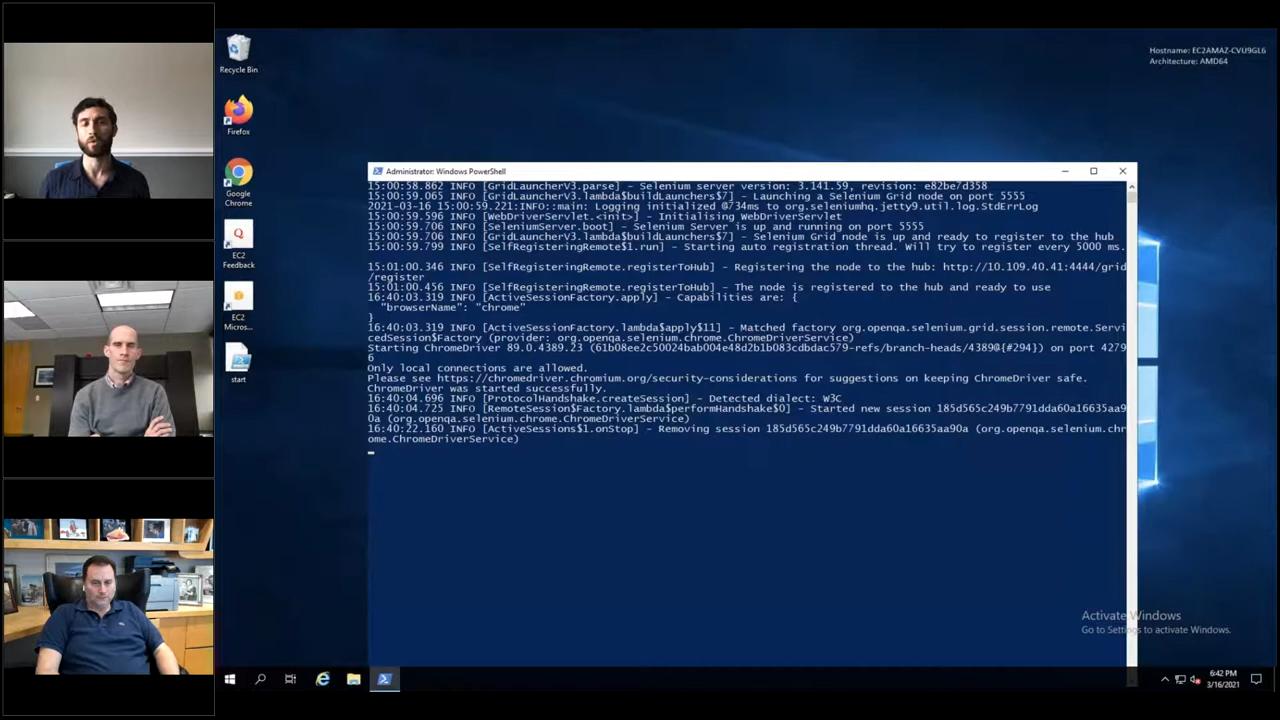 Recycle Bin
Firefox
Google
Chrome
EC2
Feedback
EC2
Micros...
start
Hostname: EC2AMAZ-CVU9GL6
Architecture: AMD64
Administrator: Windows PowerShell
15:00:58.862 INFO [GridLauncherV3.parse] - Selenium server version: 3.141.59, revision: e82be7d358
15:00:59.065 INFO [GridLauncherV3.lambda$buildLaunchers$7] - Launching a Selenium Grid node on port 5555
2021-03-16 15:00:59.221:INFO::main: Logging initialized @734ms to org.seleniumhq.jetty9.util.log.StdErrLog
15:00:59.596 INFO [WebDriverServlet.<init>] - Initialising WebDriverServlet
15:00:59.706 INFO [SeleniumServer.boot] - Selenium Server is up and running on port 5555
15:00:59.706 INFO [GridLauncherV3.lambda$buildLaunchers$7] - Selenium Grid node is up and ready to register to the hub
15:00:59.799 INFO [SelfRegisteringRemote$1.run] - Starting auto registration thread. Will try to register every 5000 ms.
15:01:00.346 INFO [SelfRegisteringRemote.registerToHub] - Registering the node to the hub: http://10.109.40.41:4444/grid
/register
15:01:00.456 INFO [SelfRegisteringRemote.registerToHub] - The node is registered to the hub and ready to use
16:40:03.319 INFO [ActiveSessionFactory.apply] - Capabilities are: {
"browserName": "chrome"
}
16:40:03.319 INFO [ActiveSessionFactory.lambda$apply$11] - Matched factory org.openqa.selenium.grid.session.remote.Servi
cedSession$Factory (provider: org.openqa.selenium.chrome.ChromeDriverService)
Starting ChromeDriver 89.0.4389.23 (61b08ee2c50024bab004e48d2b1b083cdbdac579-refs/branch-heads/4389@{#294}) on port 4279
6
Only local connections are allowed.
Please see https://chromedriver.chromium.org/security-considerations for suggestions on keeping ChromeDriver safe.
ChromeDriver was started successfully.
16:40:04.696 INFO [ProtocolHandshake.createSession] - Detected dialect: W3C
16:40:04.725 INFO [RemoteSession$Factory.lambda$performHandshake$0] - Started new session 185d565c249b7791dda60a16635aa9
0a (org.openqa.selenium.chrome.ChromeDriverService)
16:40:22.160 INFO [ActiveSessions$1.onStop] - Removing session 185d565c249b7791dda60a16635aa90a (org.openqa.selenium.chr
ome.ChromeDriverService)
Activate Windows
Go to Settings to activate Windows.
6:42 PM
3/16/2021